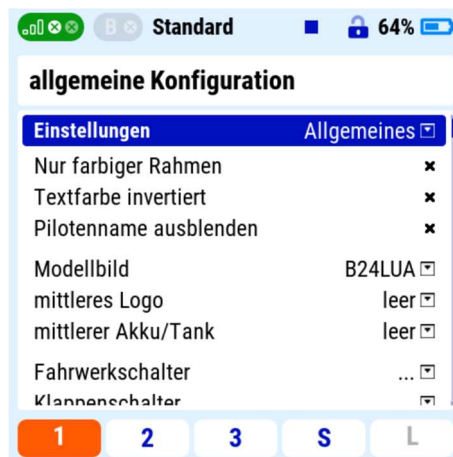 B Standard 64%
allgemeine Konfiguration
Einstellungen Allgemeines
Nur farbiger Rahmen
Textfarbe invertiert
Pilotenname ausblenden
Modellbild B24LUA
mittleres Logo leer
mittlerer Akku/Tank leer
Fahrwerkschalter ...
Klappenschalter
1 2 3 S L